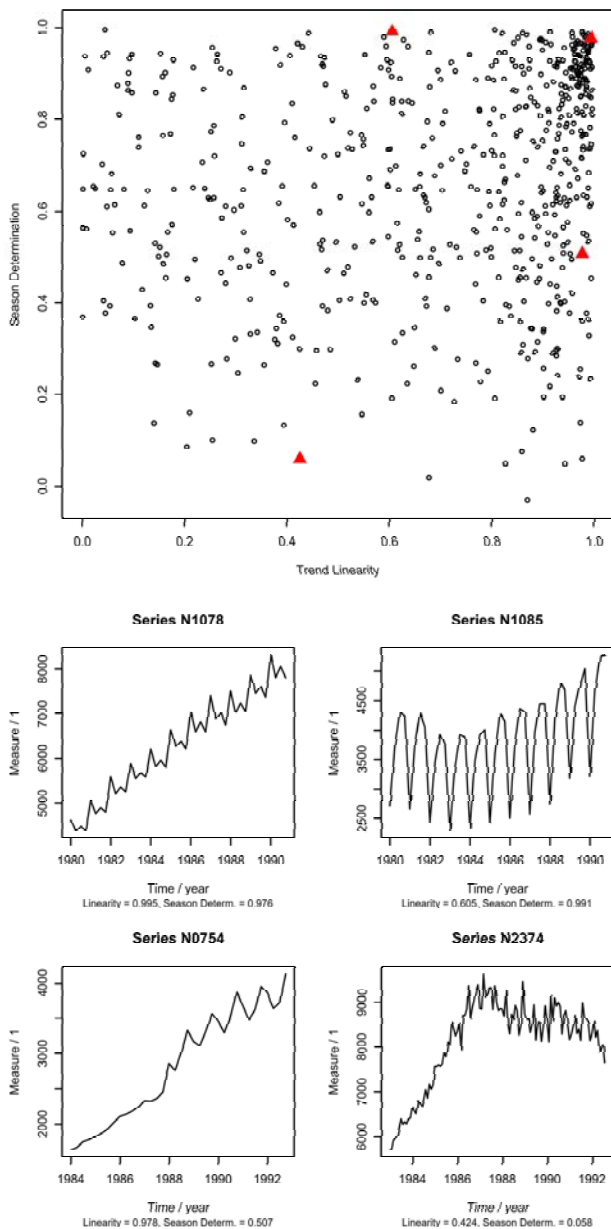 1.0
0.8
0.6
0.4
0.2
0.0
Season Determination
0.0 0.2 0.4 0.6 0.8 1.0
Trend Linearity
Series N1078
8000
7000
6000
5000
Measure / 1
1980 1982 1984 1986 1988 1990
Time / year
Linearity = 0.995, Season Determ. = 0.976
Series N1085
4500
3500
2500
Measure / 1
1980 1982 1984 1986 1988 1990
Time / year
Linearity = 0.605, Season Determ. = 0.991
Series N0754
4000
3000
2000
Measure / 1
1984 1986 1988 1990 1992
Time / year
Linearity = 0.978, Season Determ. = 0.507
Series N2374
9000
8000
7000
6000
Measure / 1
1984 1986 1988 1990 1992
Time / year
Linearity = 0.424, Season Determ. = 0.058